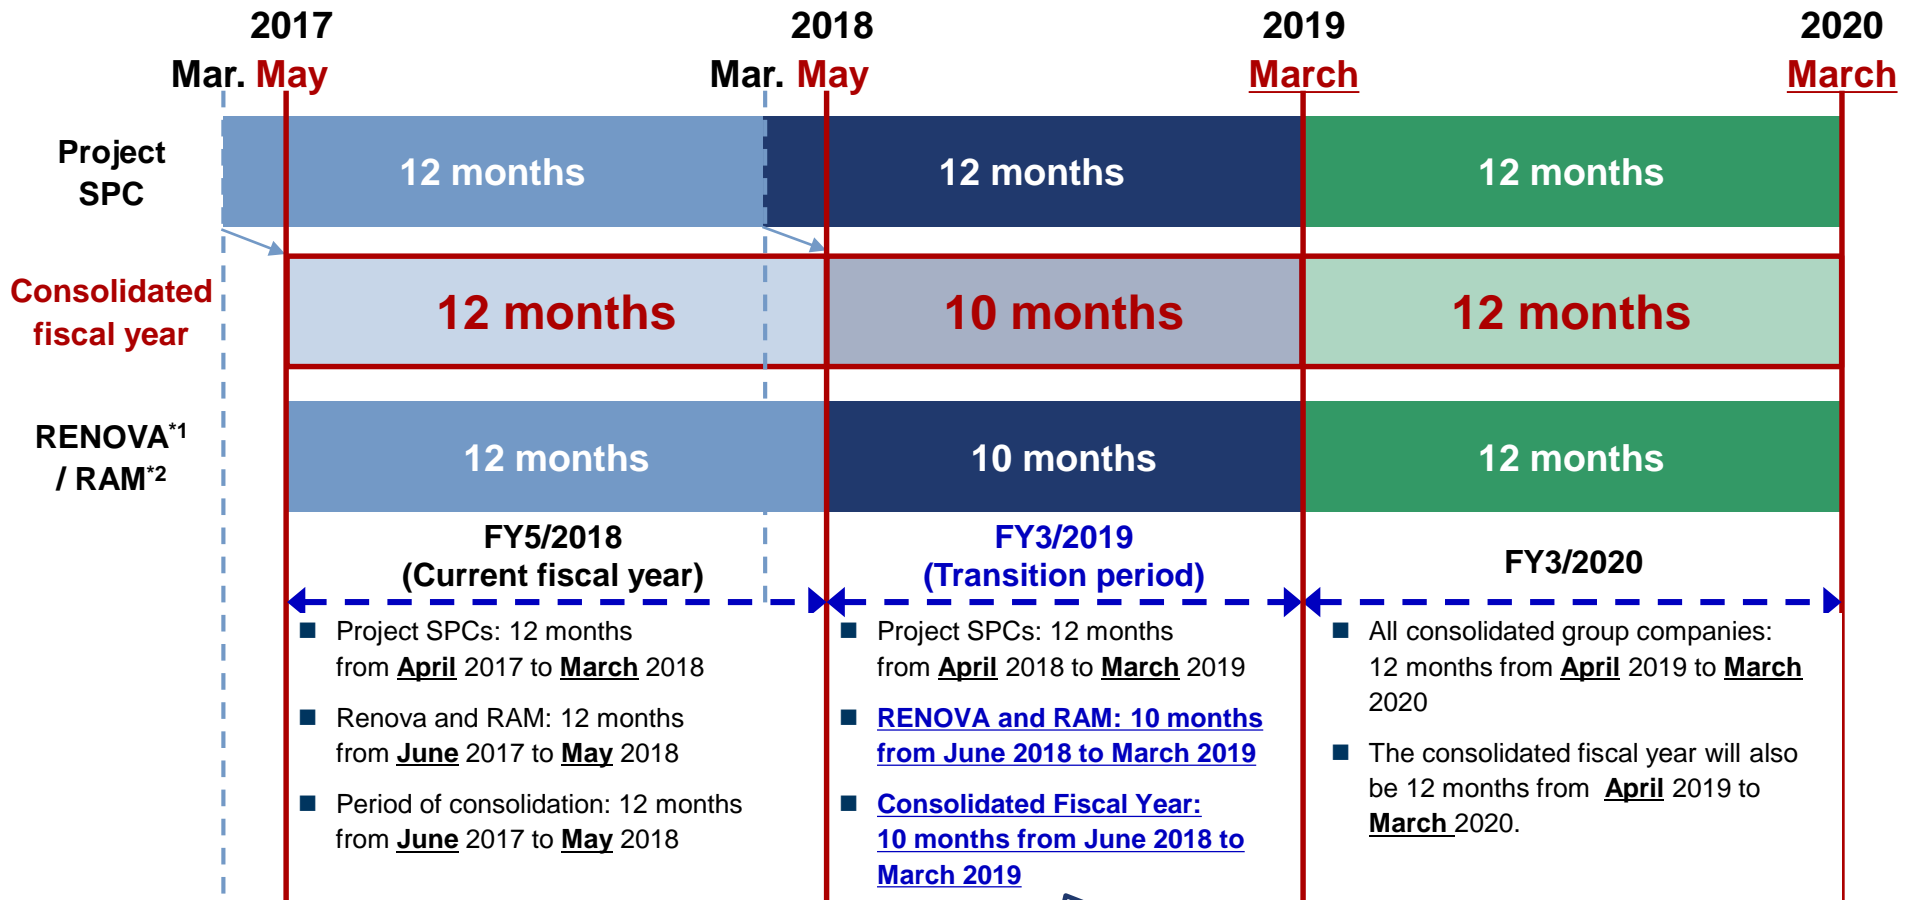 2017 2018 2019 2020
Mar. May Mar. May March March
Project
SPC
12 months 12 months 12 months
Consolidated
fiscal year
12 months 10 months 12 months
RENOVA*1
/ RAM*2
12 months 10 months 12 months
FY5/2018
(Current fiscal year)
■ Project SPCs: 12 months
from April 2017 to March 2018
■ Renova and RAM: 12 months
from June 2017 to May 2018
■ Period of consolidation: 12 months
from June 2017 to May 2018
FY3/2019
(Transition period)
■ Project SPCs: 12 months
from April 2018 to March 2019
■ RENOVA and RAM: 10 months
from June 2018 to March 2019
■ Consolidated Fiscal Year:
10 months from June 2018 to
March 2019
FY3/2020
■ All consolidated group companies:
12 months from April 2019 to March
2020
■ The consolidated fiscal year will also
be 12 months from April 2019 to
March 2020.